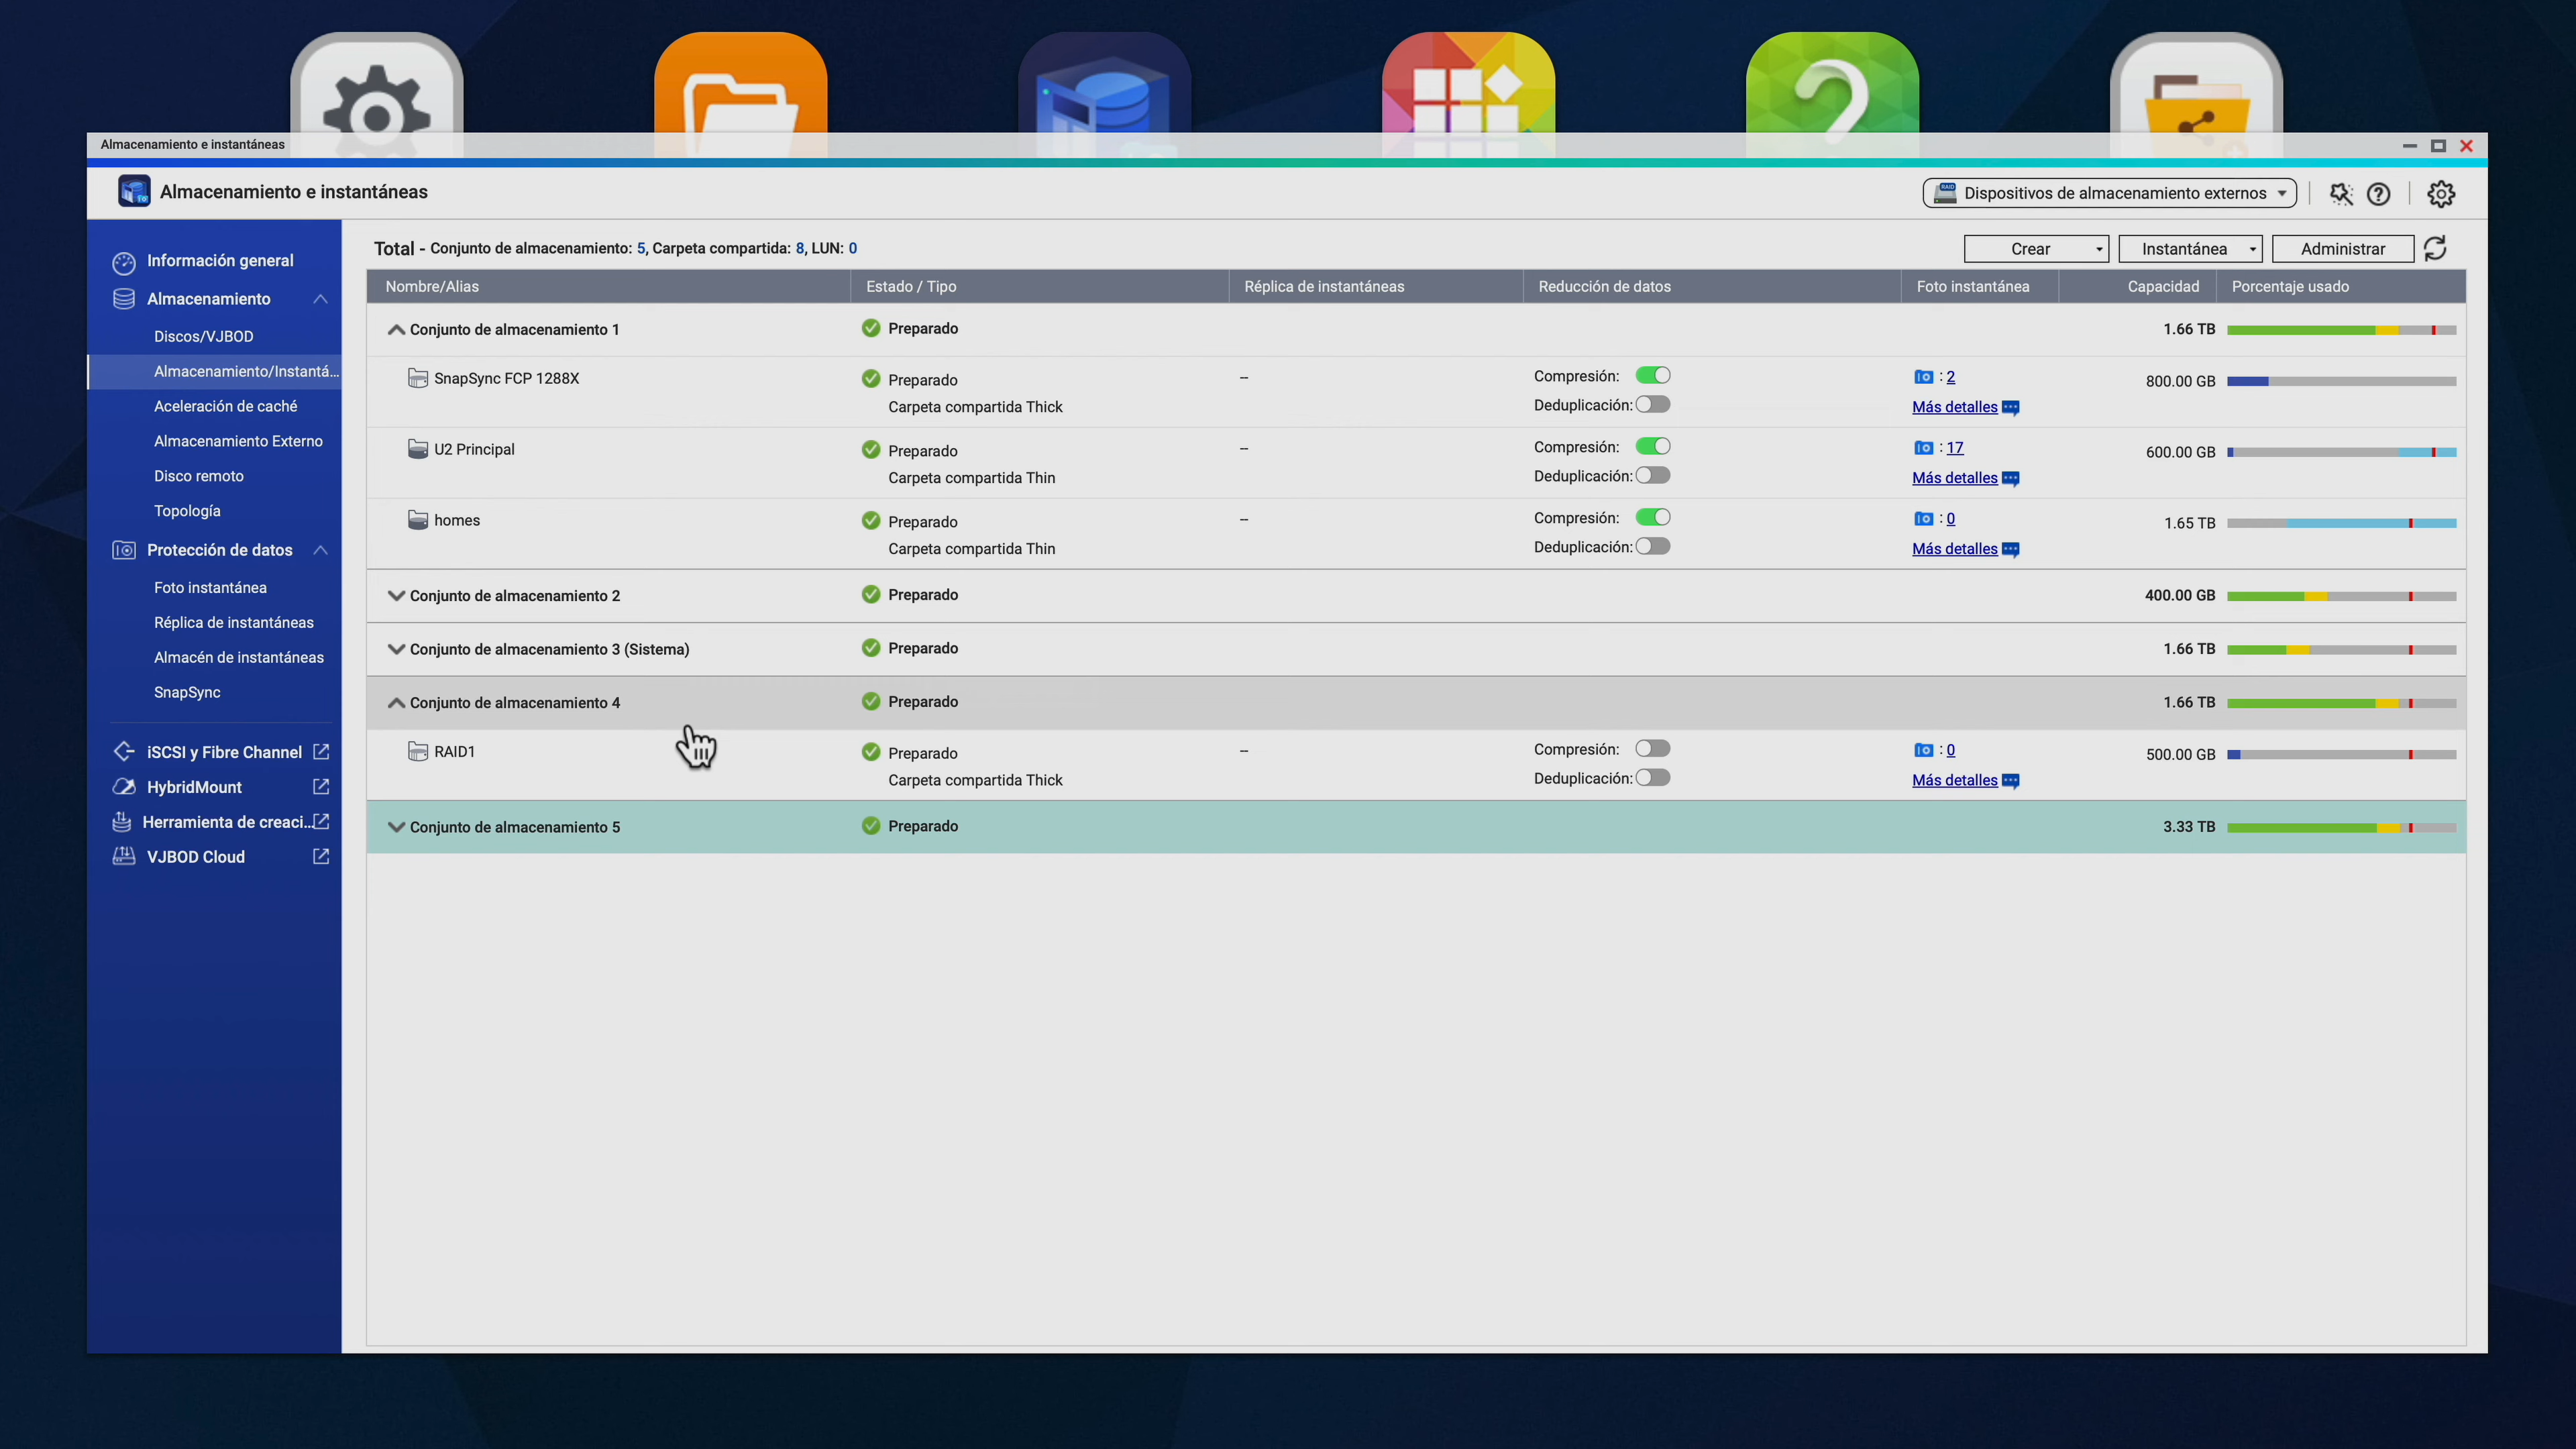 Almacenamiento e instantáneas
Almacenamiento e instantáneas
Dispositivos de almacenamiento externos
Información general
Almacenamiento
Discos/VJBOD
Almacenamiento/Instantá...
Aceleración de caché
Almacenamiento Externo
Disco remoto
Topología
Protección de datos
Foto instantánea
Réplica de instantáneas
Almacén de instantáneas
SnapSync
iSCSI y Fibre Channel
HybridMount
Herramienta de creaci...
VJBOD Cloud
Total - Conjunto de almacenamiento: 5, Carpeta compartida: 8, LUN: 0
Crear
Instantánea
Administrar
Nombre/Alias Estado / Tipo Réplica de instantáneas Reducción de datos Foto instantánea Capacidad Porcentaje usado
Conjunto de almacenamiento 1 Preparado 1.66 TB
SnapSync FCP 1288X Preparado -- Compresión: : 2 800.00 GB
Carpeta compartida Thick Deduplicación: Más detalles
U2 Principal Preparado -- Compresión: : 17 600.00 GB
Carpeta compartida Thin Deduplicación: Más detalles
homes Preparado -- Compresión: : 0 1.65 TB
Carpeta compartida Thin Deduplicación: Más detalles
Conjunto de almacenamiento 2 Preparado 400.00 GB
Conjunto de almacenamiento 3 (Sistema) Preparado 1.66 TB
Conjunto de almacenamiento 4 Preparado 1.66 TB
RAID1 Preparado -- Compresión: : 0 500.00 GB
Carpeta compartida Thick Deduplicación: Más detalles
Conjunto de almacenamiento 5 Preparado 3.33 TB